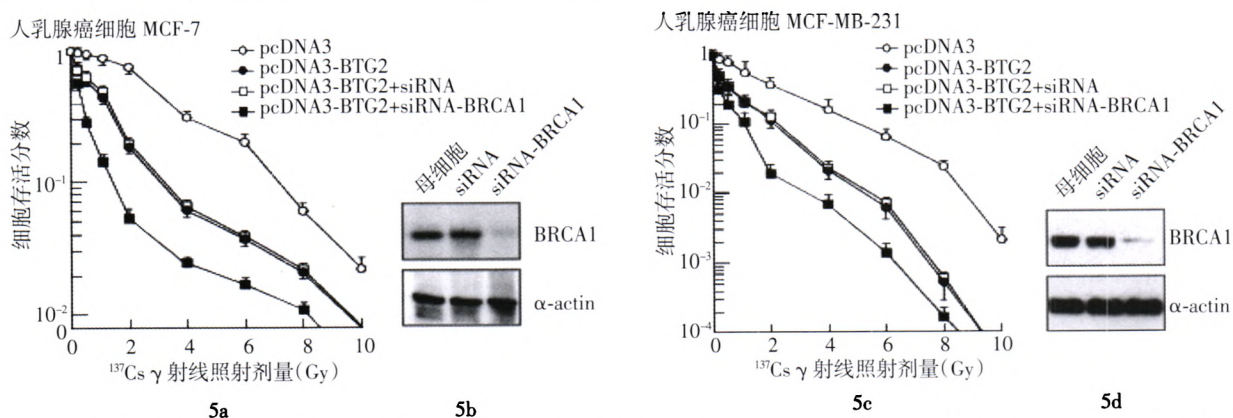 人乳腺癌细胞 MCF-7
pcDNA3
pcDNA3-BTG2
pcDNA3-BTG2+siRNA
pcDNA3-BTG2+siRNA-BRCA1
细胞存活分数
1
10⁻¹
10⁻²
0
0 2 4 6 8 10
¹³⁷Cs γ 射线照射剂量(Gy)
5a
母细胞
siRNA
siRNA-BRCA1
BRCA1
α-actin
5b
人乳腺癌细胞 MCF-MB-231
pcDNA3
pcDNA3-BTG2
pcDNA3-BTG2+siRNA
pcDNA3-BTG2+siRNA-BRCA1
细胞存活分数
1
10⁻¹
10⁻²
10⁻³
10⁻⁴
0 2 4 6 8 10
¹³⁷Cs γ 射线照射剂量(Gy)
5c
母细胞
siRNA
siRNA-BRCA1
BRCA1
α-actin
5d